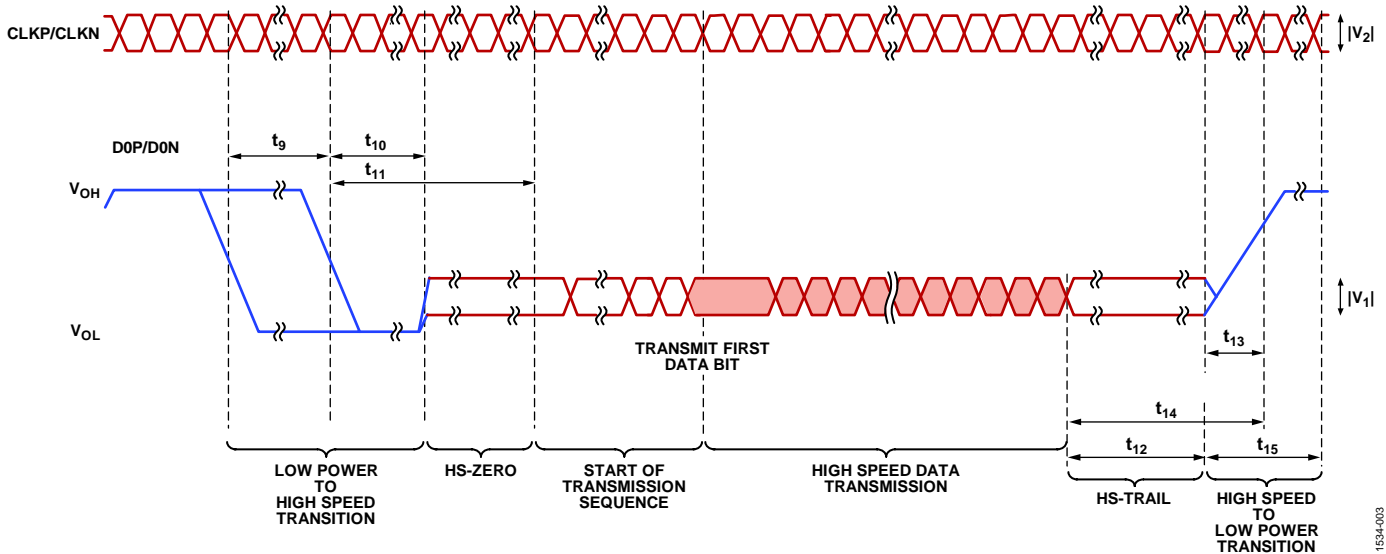 CLKP/CLKN
|V2|
D0P/D0N
t9
t10
t11
VOH
VOL
|V1|
TRANSMIT FIRST
DATA BIT
t13
t14
t12
t15
LOW POWER
TO
HIGH SPEED
TRANSITION
HS-ZERO
START OF
TRANSMISSION
SEQUENCE
HIGH SPEED DATA
TRANSMISSION
HS-TRAIL
HIGH SPEED
TO
LOW POWER
TRANSITION
1534-003